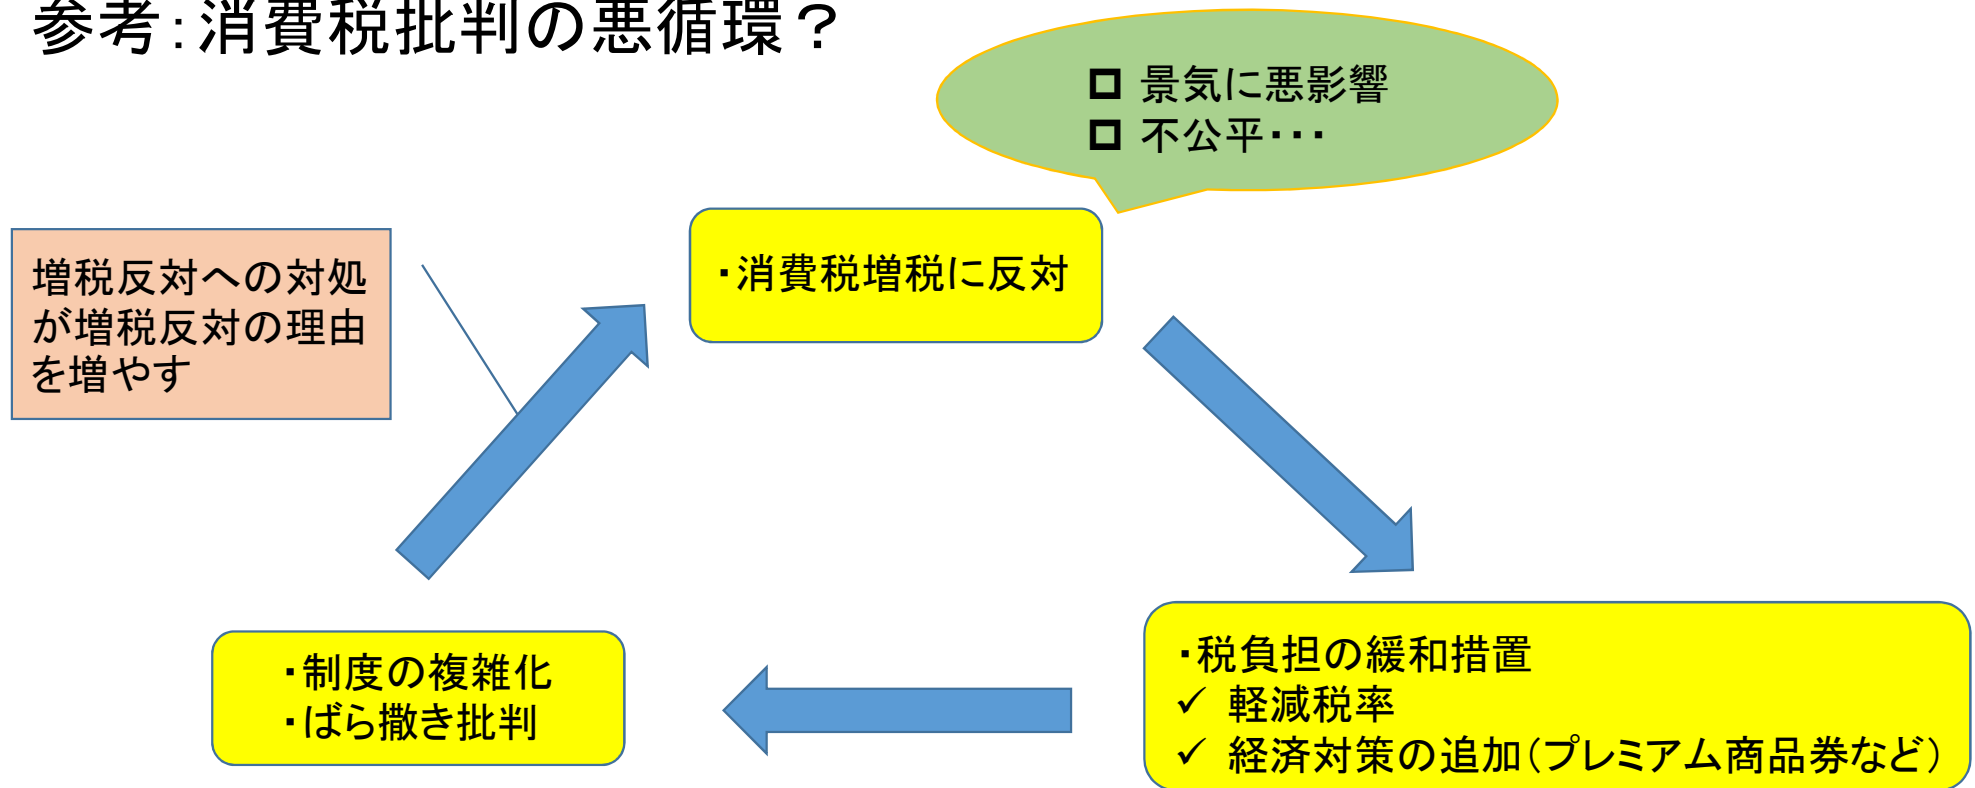 参考：消費税批判の悪循環？
景気に悪影響
不公平・・・
・消費税増税に反対
増税反対への対処
が増税反対の理由
を増やす
・税負担の緩和措置
✓ 軽減税率
✓ 経済対策の追加（プレミアム商品券など）
・制度の複雑化
・ばら撒き批判